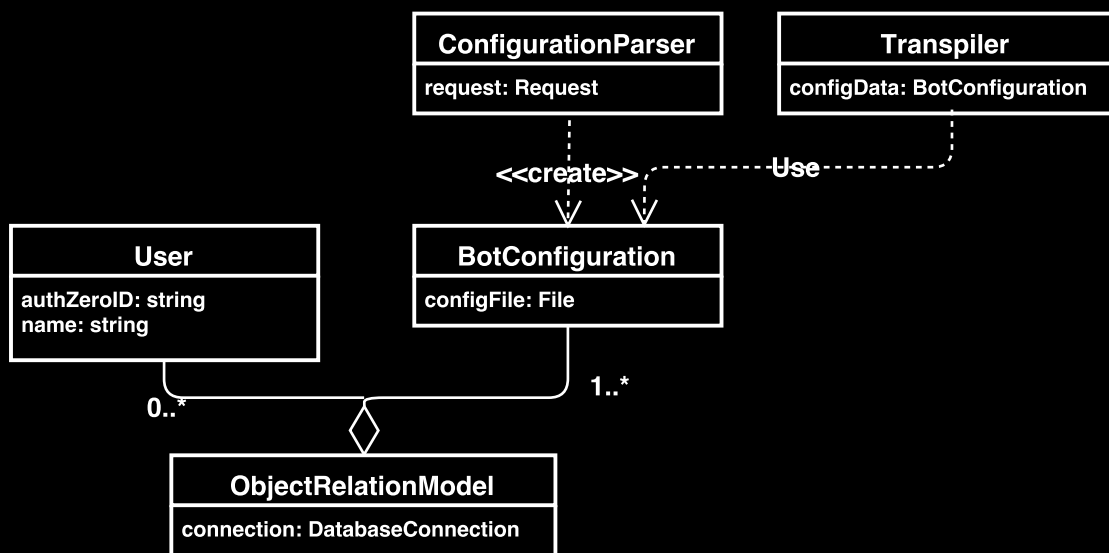 ConfigurationParser
request: Request
Transpiler
configData: BotConfiguration
<<create>>
Use
User
authZeroID: string
name: string
BotConfiguration
configFile: File
0..*
1..*
ObjectRelationModel
connection: DatabaseConnection